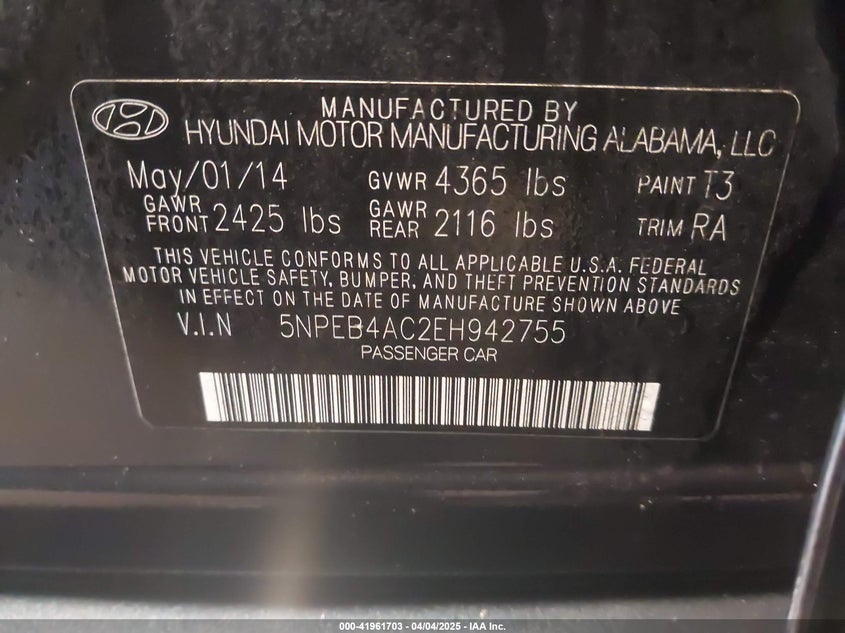 MANUFACTURED BY
HYUNDAI MOTOR MANUFACTURING ALABAMA, LLC
May/01/14 GVWR 4365 lbs PAINT T3
GAWR FRONT 2425 lbs GAWR REAR 2116 lbs TRIM RA
THIS VEHICLE CONFORMS TO ALL APPLICABLE U.S.A. FEDERAL
MOTOR VEHICLE SAFETY, BUMPER, AND THEFT PREVENTION STANDARDS
IN EFFECT ON THE DATE OF MANUFACTURE SHOWN ABOVE
V.I.N 5NPEB4AC2EH942755
PASSENGER CAR
000-41961703 - 04/04/2025 - IAA Inc.